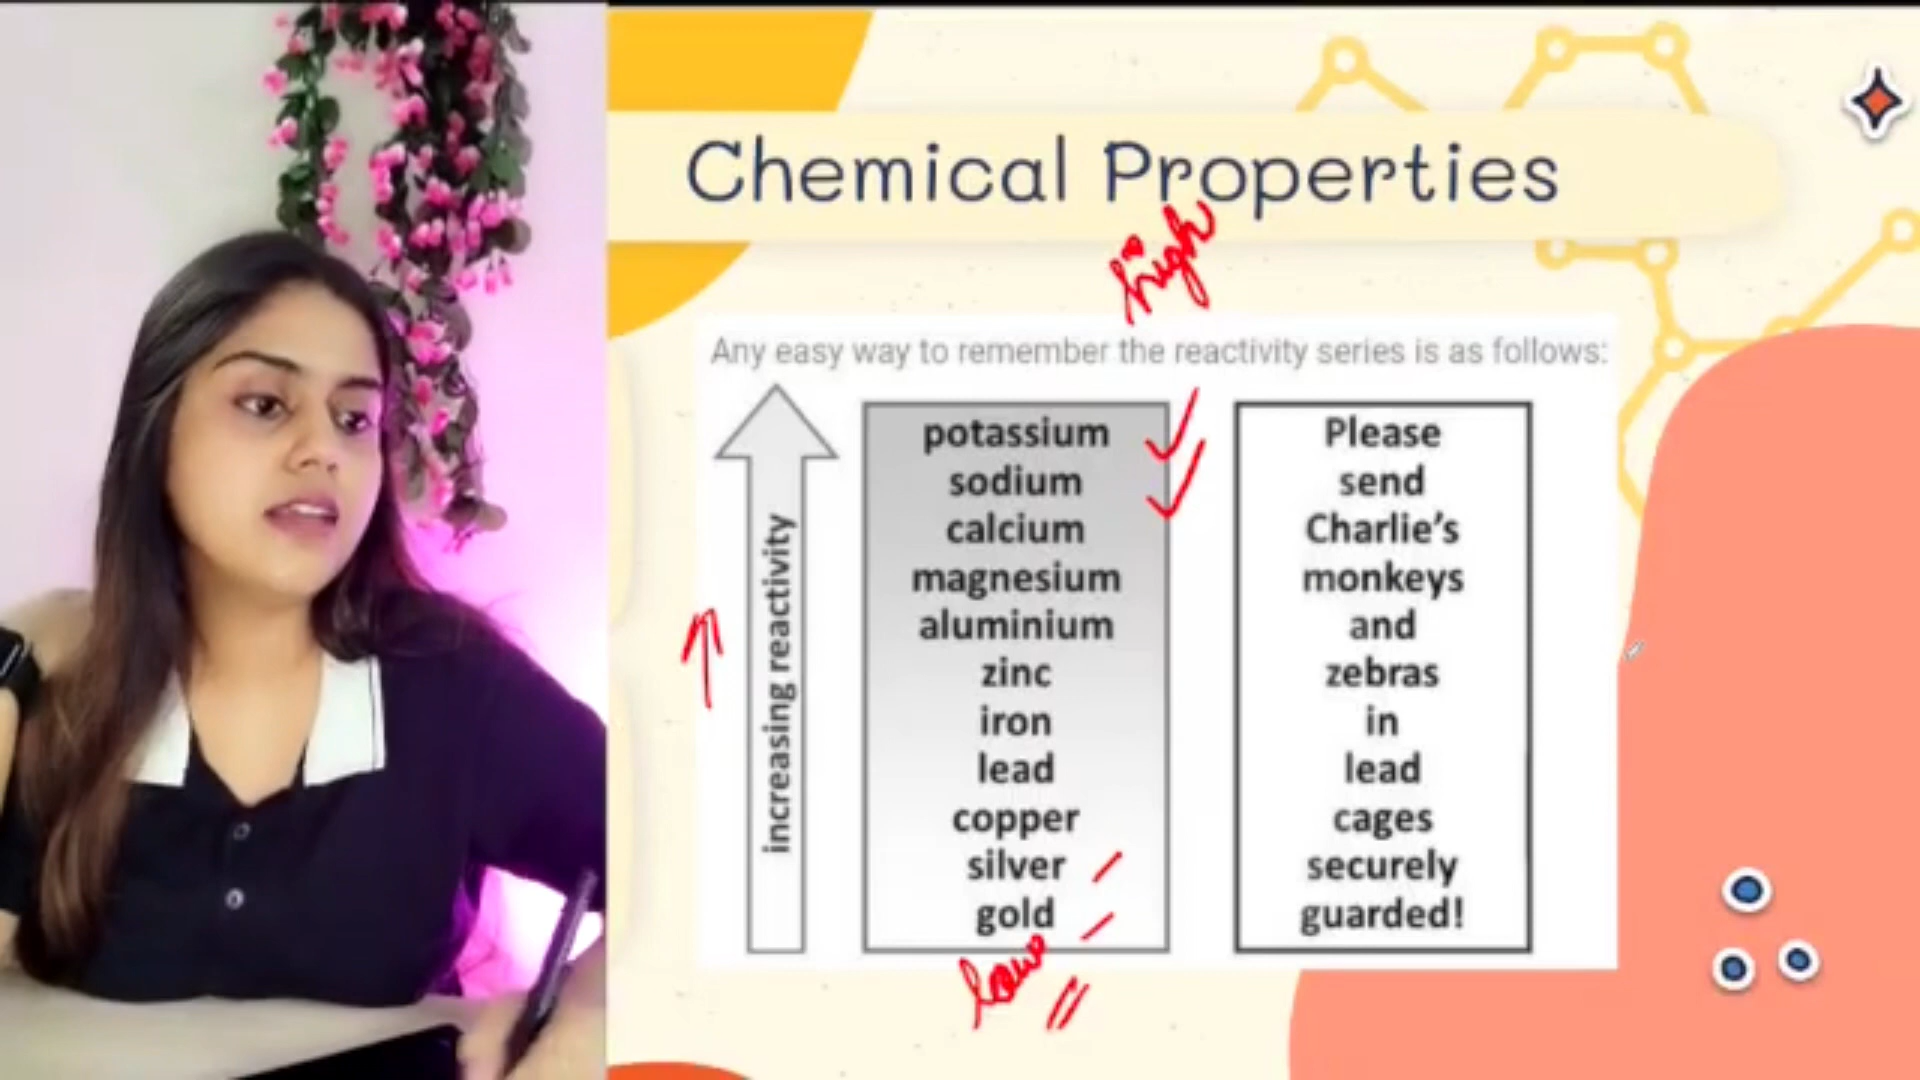 Chemical Properties
high
Any easy way to remember the reactivity series is as follows:
increasing reactivity
potassium
sodium
calcium
magnesium
aluminium
zinc
iron
lead
copper
silver
gold
Please
send
Charlie's
monkeys
and
zebras
in
lead
cages
securely
guarded!
low